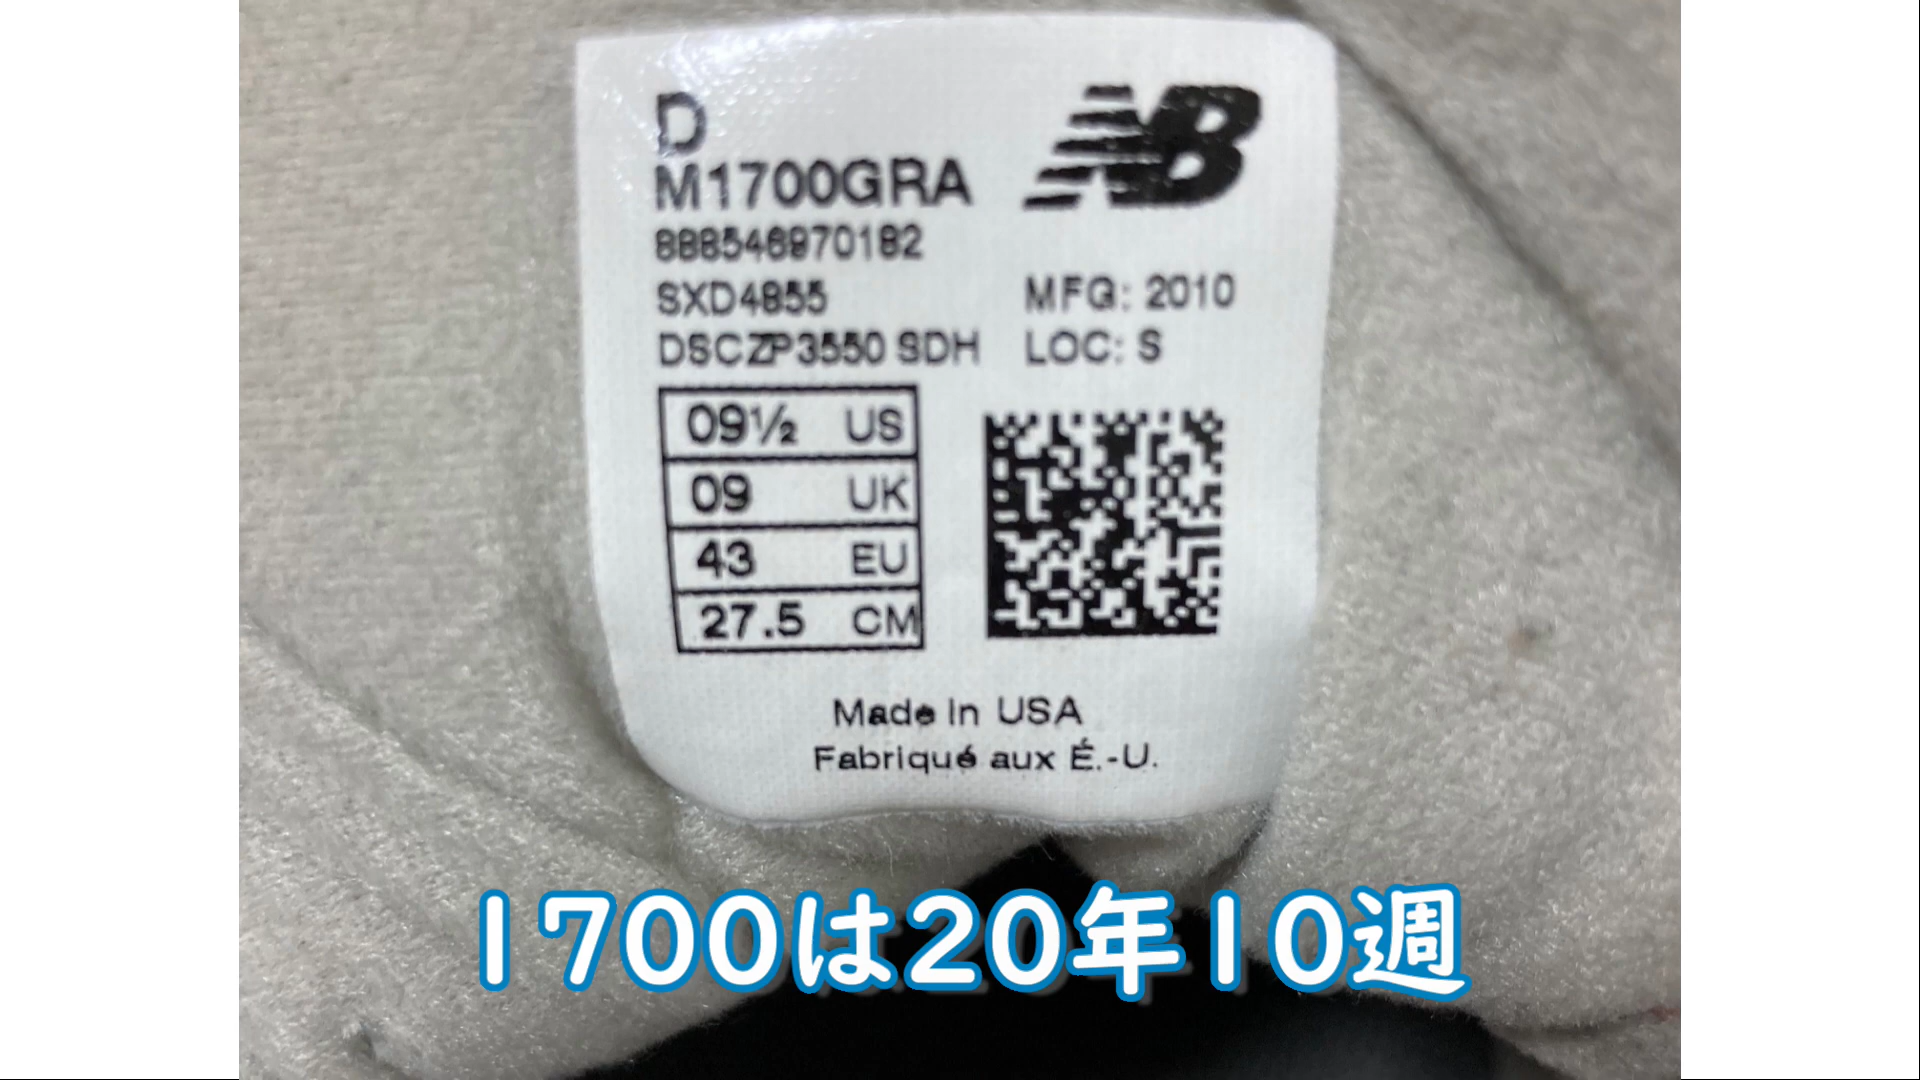 D
NB
M1700GRA
888546970182
SXD4855
MFG: 2010
DSCZP3550 SDH
LOC: S
09½ US
09 UK
43 EU
27.5 CM
Made in USA
Fabriqué aux É.-U.
1700は20年10週